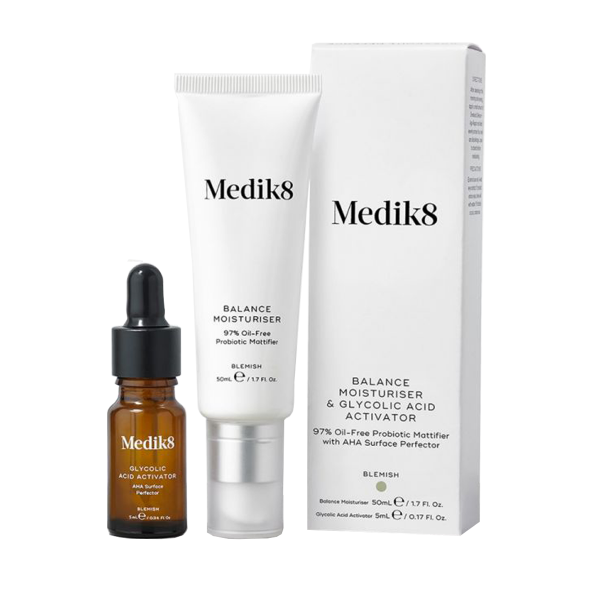 Medik8
GLYCOLIC
ACID ACTIVATOR
AHA Surface
Perfector
BLEMISH
Medik8
BALANCE
MOISTURISER
97% Oil-Free
Probiotic Mattifier
BLEMISH
50mL ℮ / 1.7 Fl. Oz.
Medik8
BALANCE
MOISTURISER
& GLYCOLIC ACID
ACTIVATOR
97% Oil-Free Probiotic Mattifier
with AHA Surface Perfector
BLEMISH
Balance Moisturiser 50mL ℮ / 1.7 Fl. Oz.
Glycolic Acid Activator 5mL ℮ / 0.17 Fl. Oz.